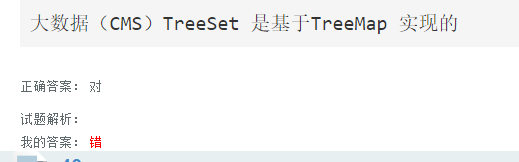 大数据（CMS）TreeSet 是基于TreeMap 实现的
正确答案： 对
试题解析：
我的答案： 错